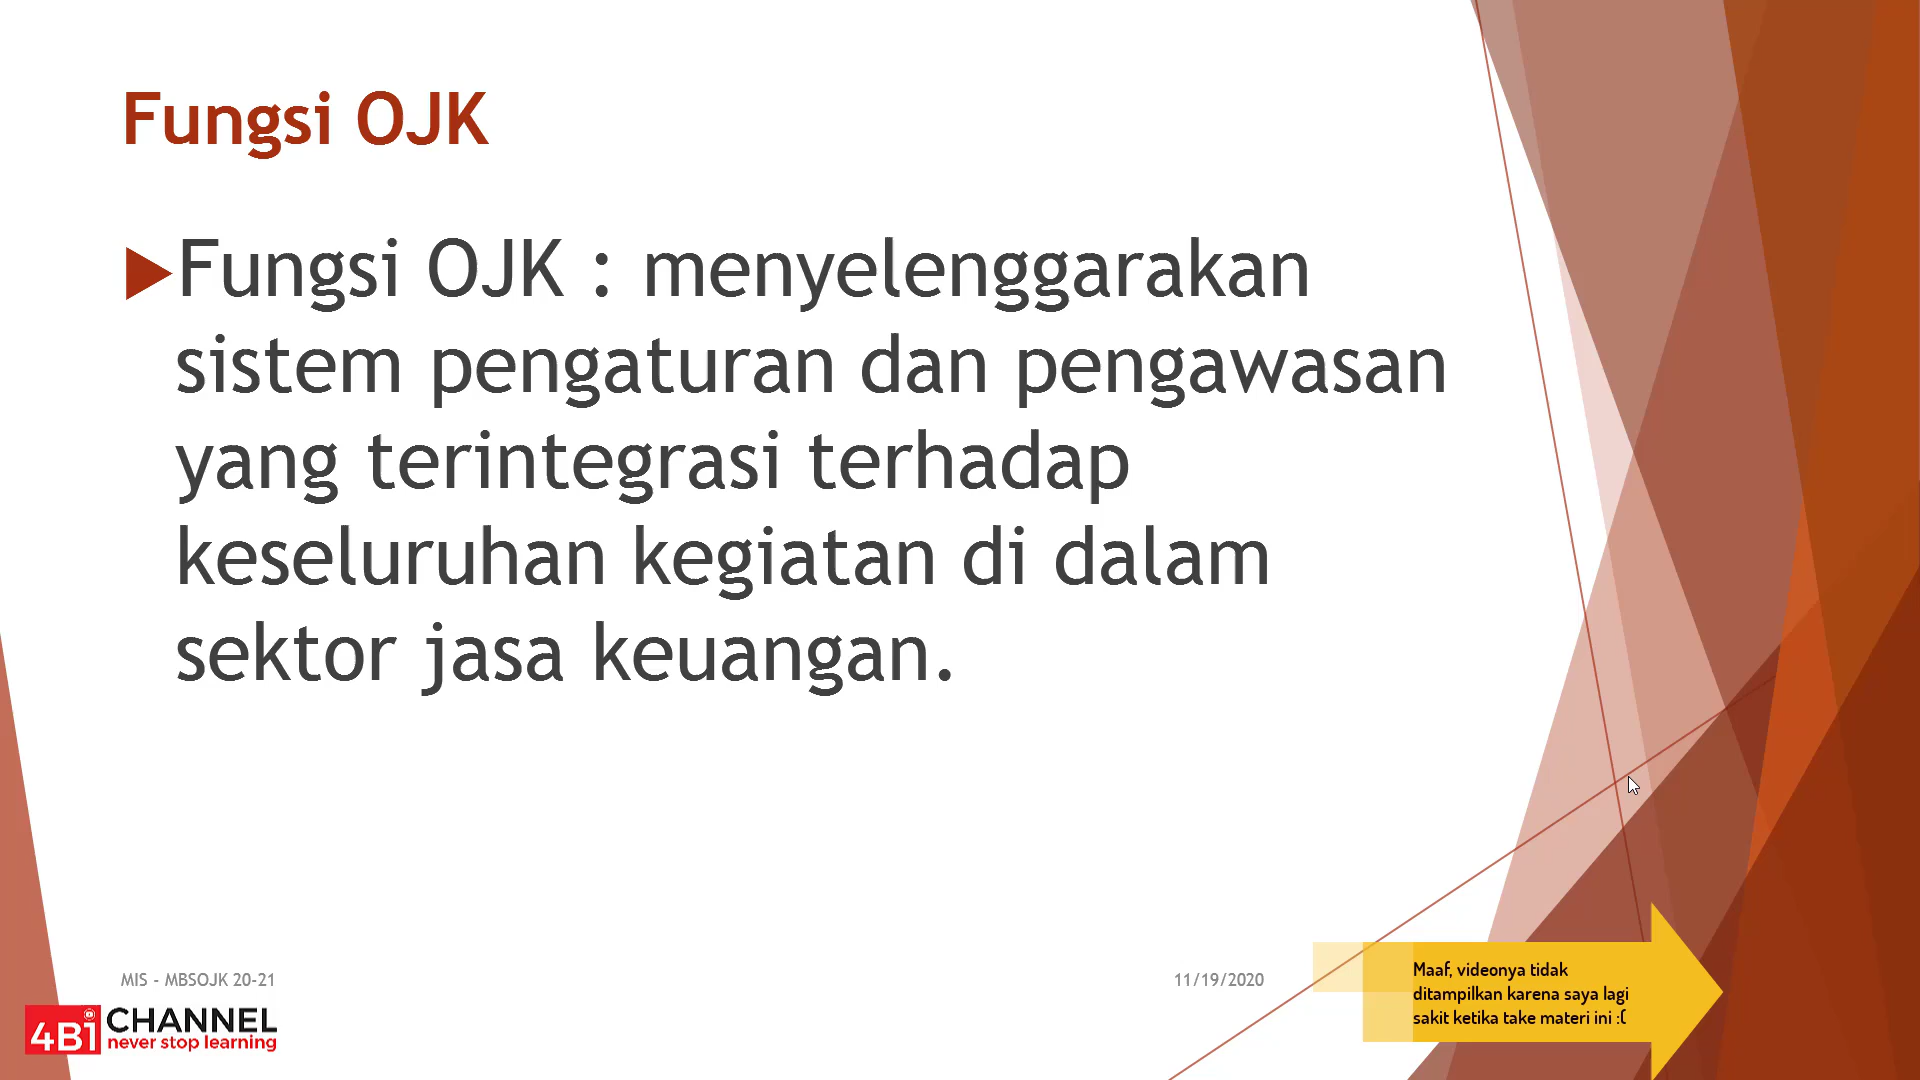 Fungsi OJK
Fungsi OJK : menyelenggarakan
sistem pengaturan dan pengawasan
yang terintegrasi terhadap
keseluruhan kegiatan di dalam
sektor jasa keuangan.
MIS - MBSOJK 20-21
11/19/2020
Maaf, videonya tidak
ditampilkan karena saya lagi
sakit ketika take materi ini :(
4Bi CHANNEL
never stop learning